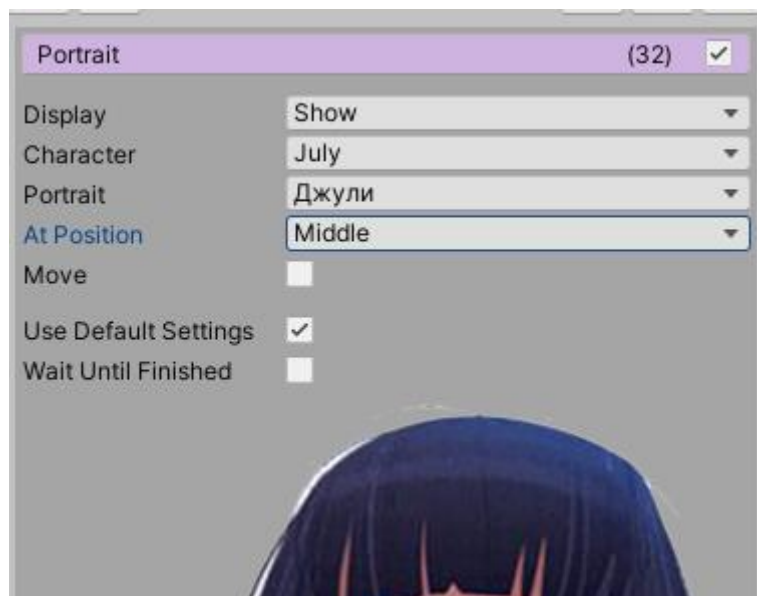 Portrait (32)
Display Show
Character July
Portrait Джули
At Position Middle
Move
Use Default Settings
Wait Until Finished